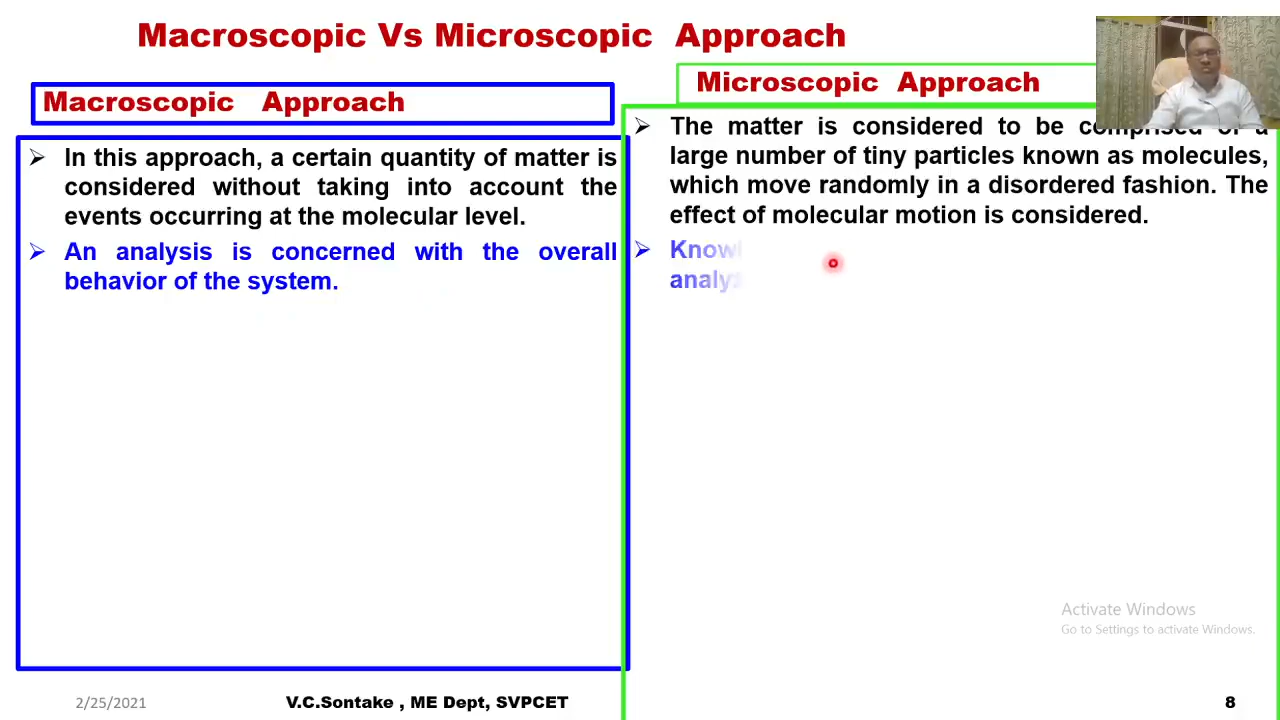 Macroscopic Vs Microscopic Approach
Macroscopic Approach
➢ In this approach, a certain quantity of matter is
considered without taking into account the
events occurring at the molecular level.
➢ An analysis is concerned with the overall
behavior of the system.
Microscopic Approach
➢ The matter is considered to be comprised of a
large number of tiny particles known as molecules,
which move randomly in a disordered fashion. The
effect of molecular motion is considered.
➢
Activate Windows
Go to Settings to activate Windows.
2/25/2021
V.C.Sontake , ME Dept, SVPCET
8